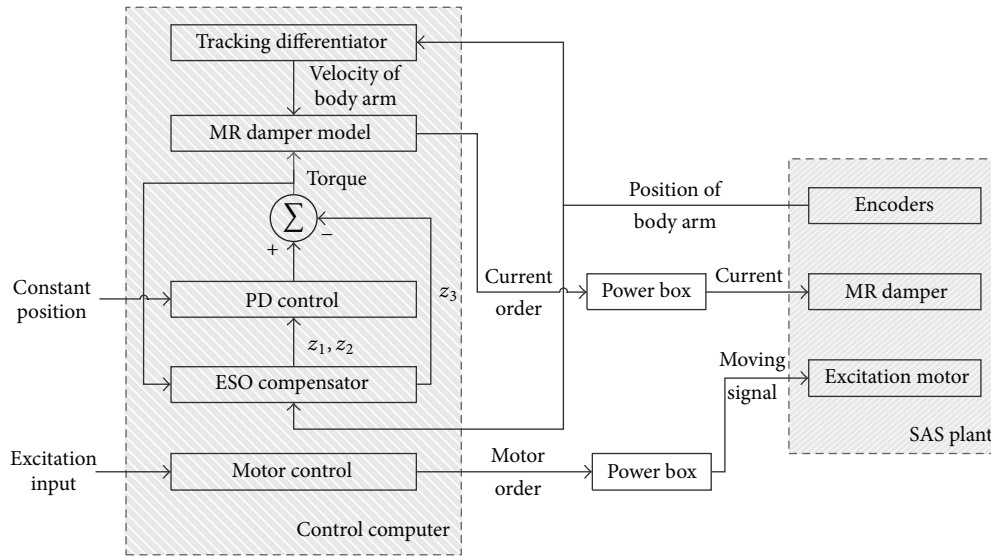 Tracking differentiator
Velocity of
body arm
MR damper model
Torque
Σ
+
−
Position of
body arm
Encoders
Constant
position
PD control
z3
Current
order
Power box
Current
MR damper
z1, z2
ESO compensator
Moving
signal
Excitation motor
SAS plant
Excitation
input
Motor control
Motor
order
Power box
Control computer